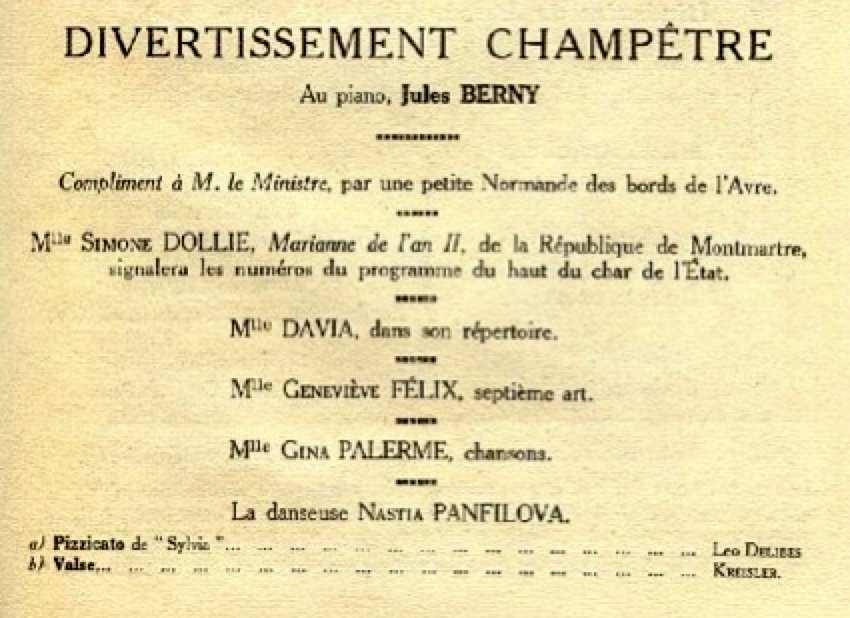 DIVERTISSEMENT CHAMPÊTRE
Au piano, Jules BERNY
Compliment à M. le Ministre, par une petite Normande des bords de l'Avre.
Mlle SIMONE DOLLIE, Marianne de l'an II, de la République de Montmartre,
signalera les numéros du programme du haut du char de l'État.
Mlle DAVIA, dans son répertoire.
Mlle GENEVIÈVE FÉLIX, septième art.
Mlle GINA PALERME, chansons.
La danseuse NASTIA PANFILOVA.
a) Pizzicato de " Sylvia "... ... ... ... ... ... ... ... ... ... ... ... ... ... ... Leo DELIBES
b) Valse... ... ... ... ... ... ... ... ... ... ... ... ... ... ... ... ... ... ... KREISLER.